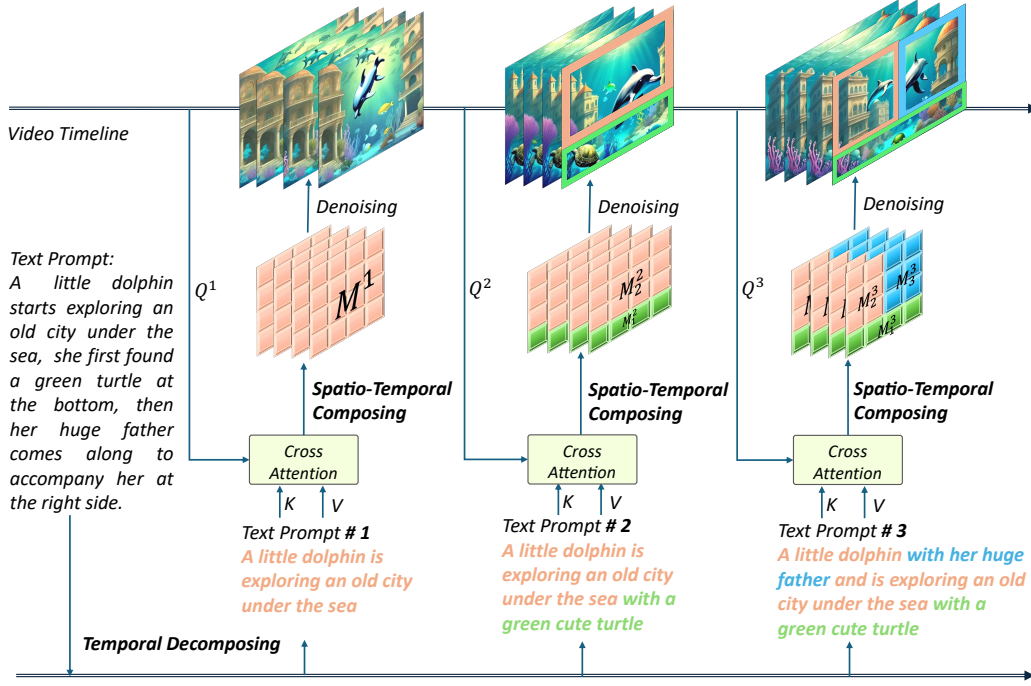 Video Timeline
Denoising
Denoising
Denoising
Text Prompt:
A little dolphin
starts exploring an
old city under the
sea, she first found
a green turtle at
the bottom, then
her huge father
comes along to
accompany her at
the right side.
Q¹
M¹
Spatio-Temporal
Composing
Cross
Attention
K
V
Text Prompt # 1
A little dolphin is
exploring an old city
under the sea
Q²
M₂²
M₁²
Spatio-Temporal
Composing
Cross
Attention
K
V
Text Prompt # 2
A little dolphin is
exploring an old city
under the sea with a
green cute turtle
Q³
M₂³
M₃³
M₁³
Spatio-Temporal
Composing
Cross
Attention
K
V
Text Prompt # 3
A little dolphin with her huge
father and is exploring an old
city under the sea with a
green cute turtle
Temporal Decomposing